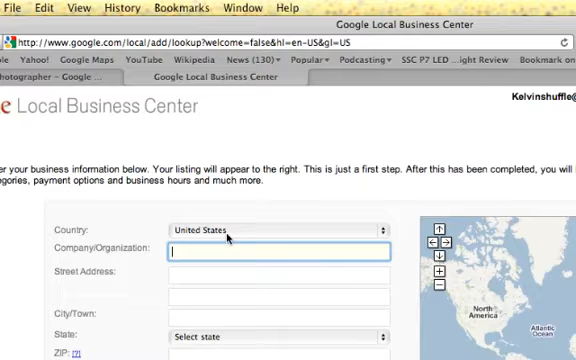 File Edit View History Bookmarks Window Help
Google Local Business Center
http://www.google.com/local/add/lookup?welcome=false&hl=en-US&gl=US
Yahoo! Google Maps YouTube Wikipedia News (130) Popular Podcasting SSC P7 LED ...ight Review Bookmark on
hotographer - Google ... Google Local Business Center
Kelvinshuffle@
Local Business Center
er your business information below. Your listing will appear to the right. This is just a first step. After this has been completed, you will
egories, payment options and business hours and much more.
Country: United States
Company/Organization:
Street Address:
City/Town:
State: Select state
ZIP: [?]
North America
Atlantic Ocean